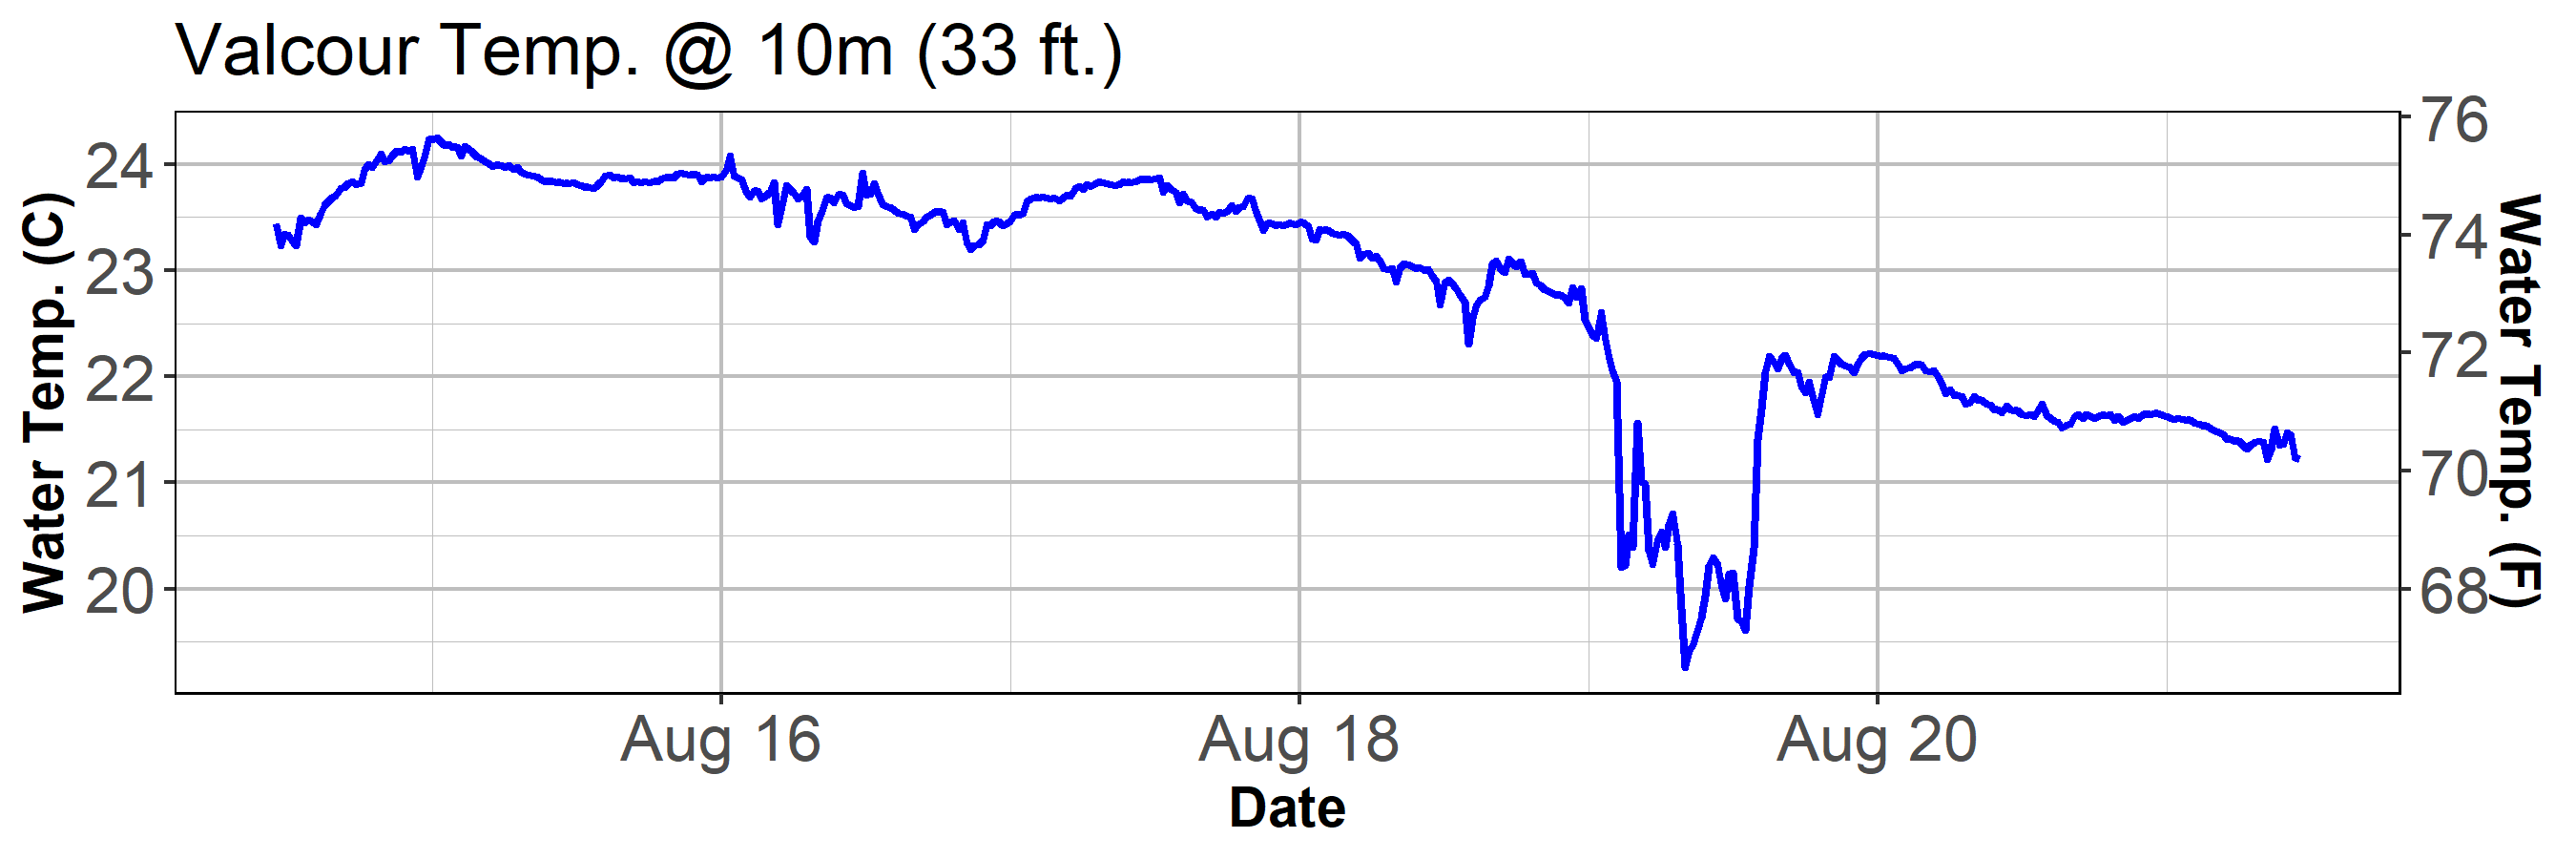 Valcour Temp. @ 10m (33 ft.)
Water Temp. (C)
24
23
22
21
20
76
74
72
70
68
Water Temp. (F)
Aug 16 Aug 18 Aug 20
Date